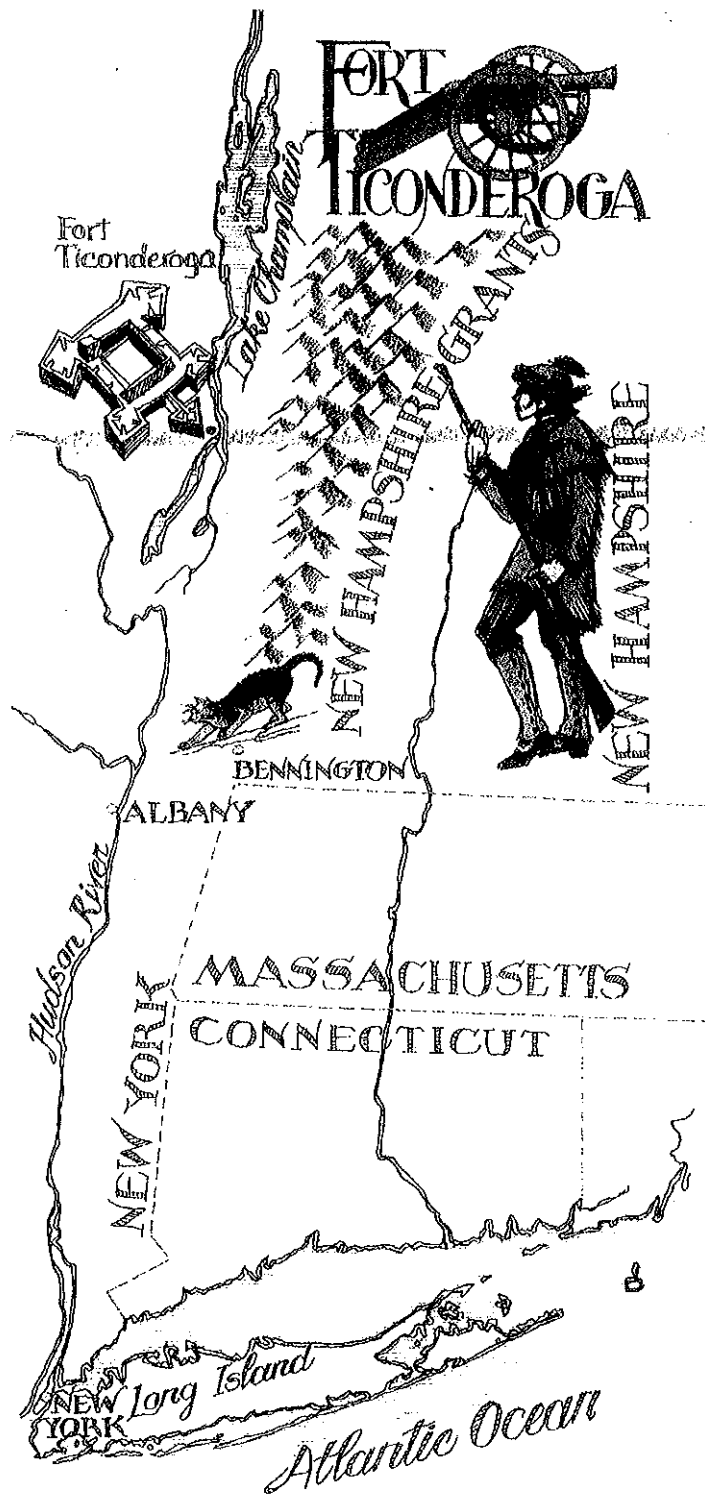 FORT
TICONDEROGA
Fort
Ticonderoga
Lake Champlain
NEW HAMPSHIRE GRANTS
NEW HAMPSHIRE
BENNINGTON
ALBANY
Hudson River
MASSACHUSETTS
CONNECTICUT
NEW YORK
NEW
YORK
Long Island
Atlantic Ocean